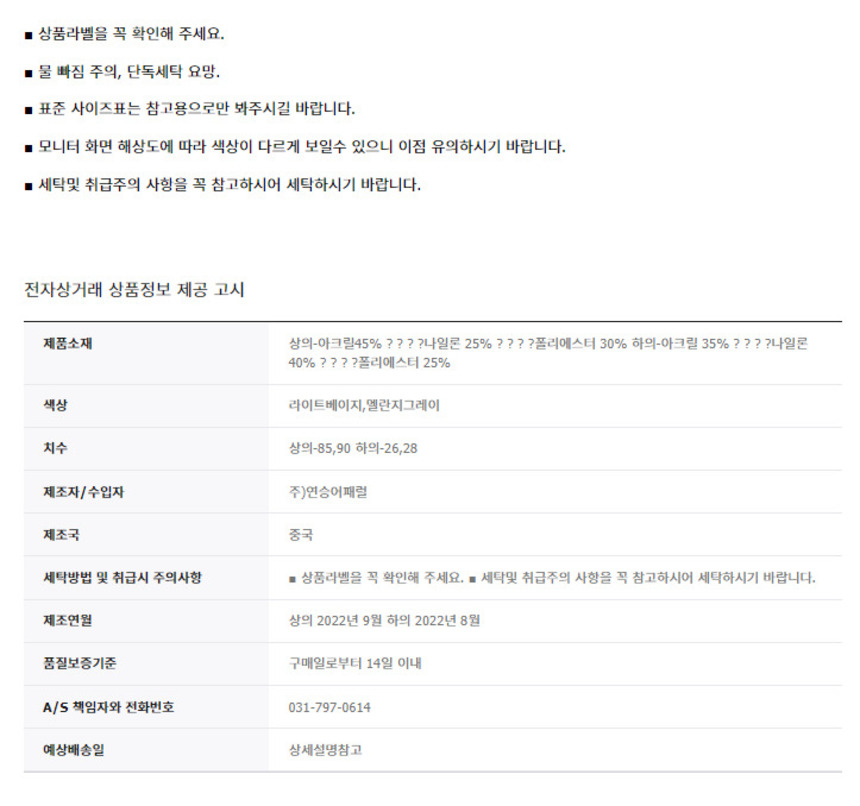 ■ 상품라벨을 꼭 확인해 주세요.
■ 물 빠짐 주의, 단독세탁 요망.
■ 표준 사이즈표는 참고용으로만 봐주시길 바랍니다.
■ 모니터 화면 해상도에 따라 색상이 다르게 보일수 있으니 이점 유의하시기 바랍니다.
■ 세탁및 취급주의 사항을 꼭 참고하시어 세탁하시기 바랍니다.
전자상거래 상품정보 제공 고시
제품소재 상의-아크릴45% ? ? ? ?나일론 25% ? ? ? ?폴리에스터 30% 하의-아크릴 35% ? ? ? ?나일론
40% ? ? ? ?폴리에스터 25%
색상 라이트베이지,멜란지그레이
치수 상의-85,90 하의-26,28
제조자/수입자 주)연승어패럴
제조국 중국
세탁방법 및 취급시 주의사항 ■ 상품라벨을 꼭 확인해 주세요. ■ 세탁및 취급주의 사항을 꼭 참고하시어 세탁하시기 바랍니다.
제조연월 상의 2022년 9월 하의 2022년 8월
품질보증기준 구매일로부터 14일 이내
A/S 책임자와 전화번호 031-797-0614
예상배송일 상세설명참고